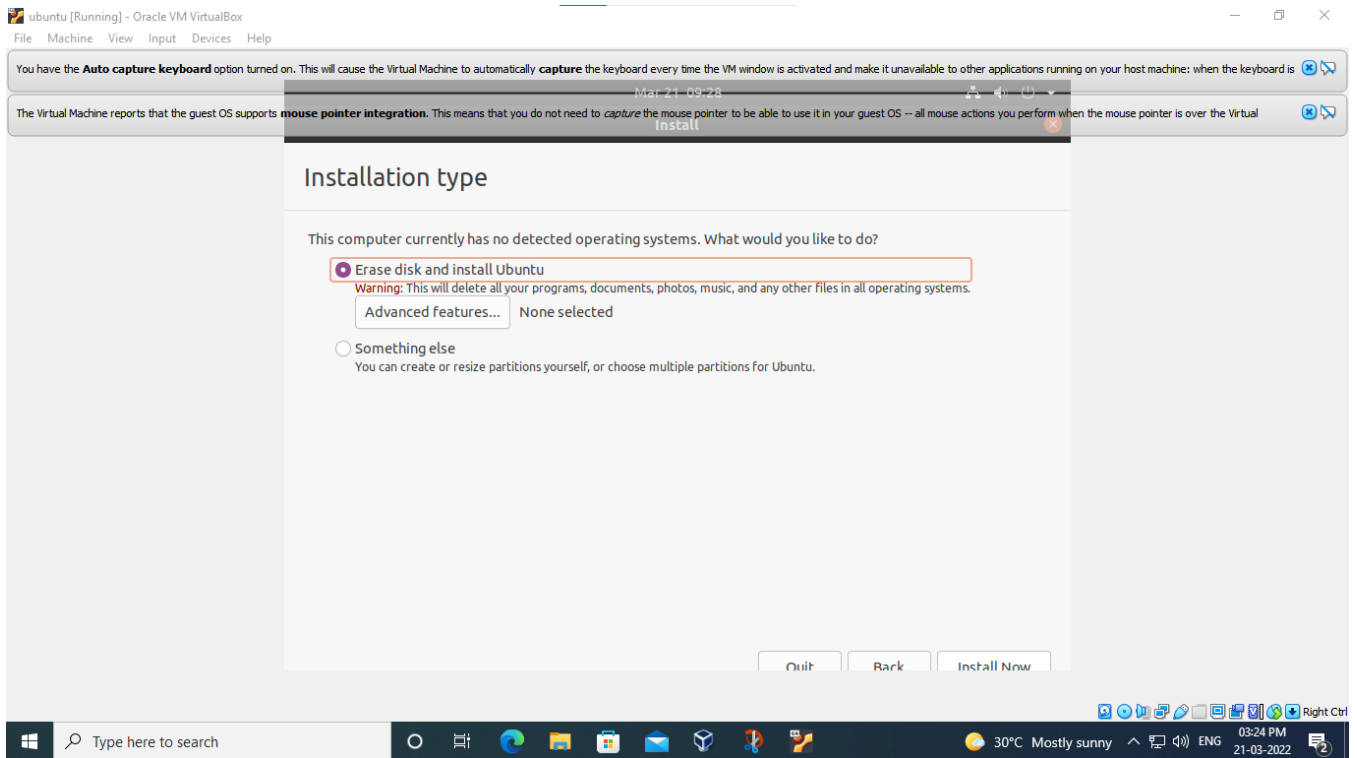 ubuntu [Running] - Oracle VM VirtualBox
File Machine View Input Devices Help
You have the Auto capture keyboard option turned on. This will cause the Virtual Machine to automatically capture the keyboard every time the VM window is activated and make it unavailable to other applications running on your host machine: when the keyboard is
Mar 21 09:28
The Virtual Machine reports that the guest OS supports mouse pointer integration. This means that you do not need to capture the mouse pointer to be able to use it in your guest OS -- all mouse actions you perform when the mouse pointer is over the Virtual
Install
Installation type
This computer currently has no detected operating systems. What would you like to do?
Erase disk and install Ubuntu
Warning: This will delete all your programs, documents, photos, music, and any other files in all operating systems.
Advanced features... None selected
Something else
You can create or resize partitions yourself, or choose multiple partitions for Ubuntu.
Quit Back Install Now
Right Ctrl
Type here to search
30°C Mostly sunny ENG 03:24 PM
21-03-2022
2